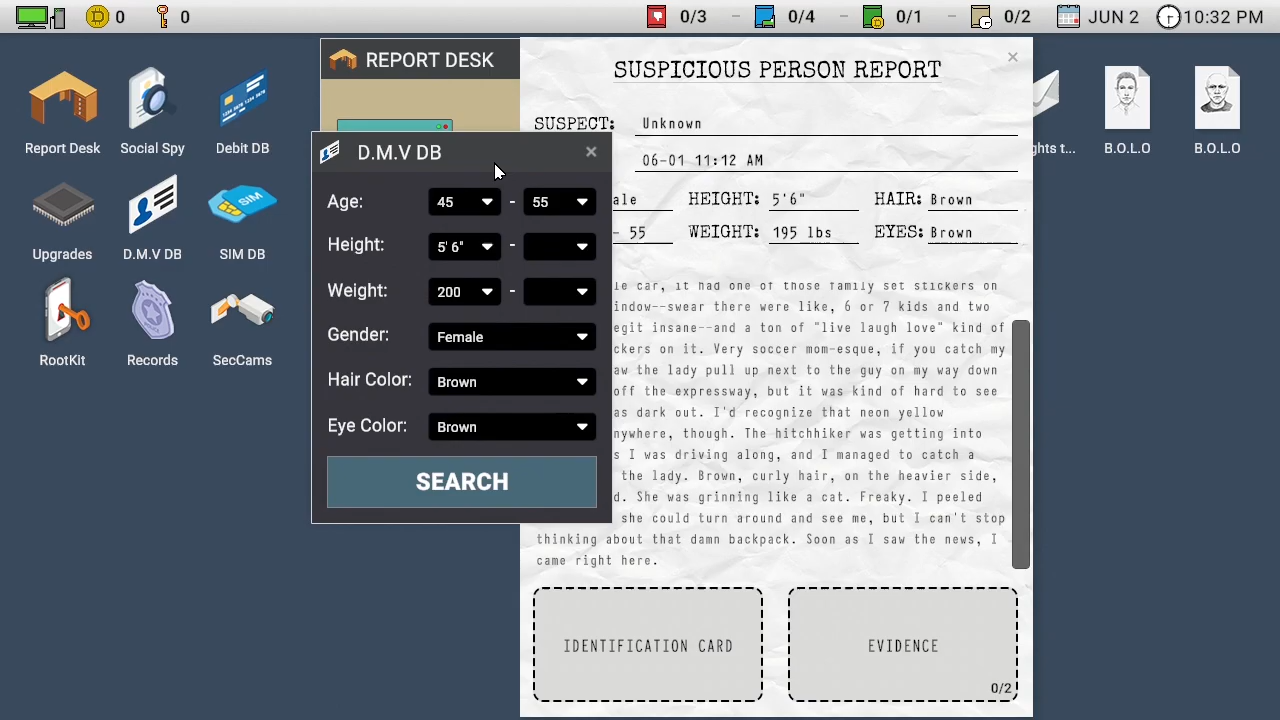 0 0 0/3 - 0/4 - 0/1 - 0/2 JUN 2 10:32 PM
REPORT DESK
SUSPICIOUS PERSON REPORT
×
SUSPECT: Unknown
06-01 11:12 AM
ale HEIGHT: 5'6" HAIR: Brown
- 55 WEIGHT: 195 lbs EYES: Brown
le car, it had one of those family set stickers on
indow--swear there were like, 6 or 7 kids and two
egit insane--and a ton of "live laugh love" kind of
ckers on it. Very soccer mom-esque, if you catch my
aw the lady pull up next to the guy on my way down
off the expressway, but it was kind of hard to see
as dark out. I'd recognize that neon yellow
nywhere, though. The hitchhiker was getting into
s I was driving along, and I managed to catch a
the lady. Brown, curly hair, on the heavier side,
d. She was grinning like a cat. Freaky. I peeled
she could turn around and see me, but I can't stop
thinking about that damn backpack. Soon as I saw the news, I
came right here.
IDENTIFICATION CARD
EVIDENCE
0/2
D.M.V DB ×
Age: 45 - 55
Height: 5' 6" -
Weight: 200 -
Gender: Female
Hair Color: Brown
Eye Color: Brown
SEARCH
Report Desk Social Spy Debit DB
Upgrades D.M.V DB SIM DB
RootKit Records SecCams
ghts t... B.O.L.O B.O.L.O